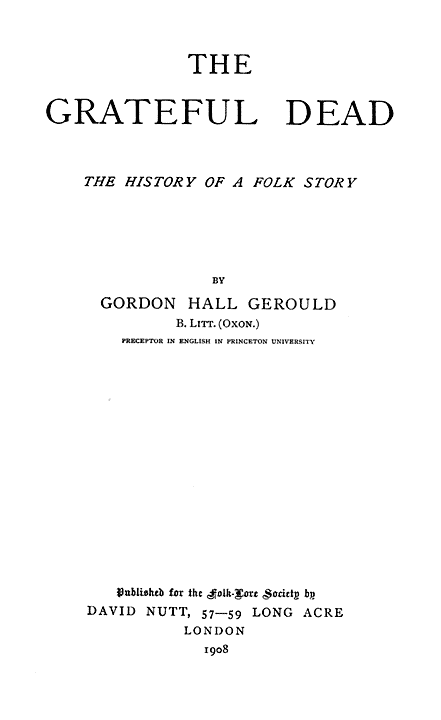 THE
GRATEFUL DEAD
THE HISTORY OF A FOLK STORY
BY
GORDON HALL GEROULD
B. LITT. (OXON.)
PRECEPTOR IN ENGLISH IN PRINCETON UNIVERSITY
Published for the Folk-Lore Society by
DAVID NUTT, 57—59 LONG ACRE
LONDON
1908